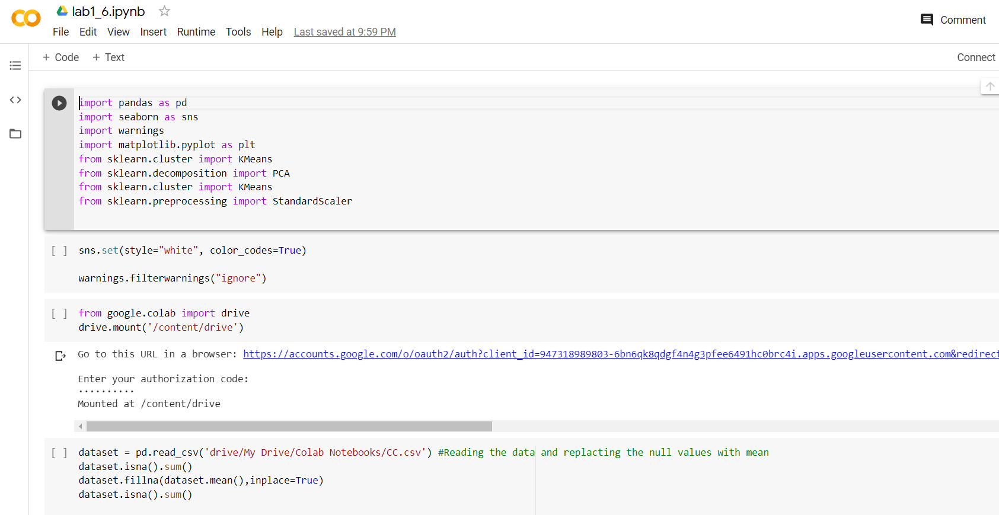 lab1_6.ipynb
File Edit View Insert Runtime Tools Help Last saved at 9:59 PM
Comment
+ Code + Text
Connect
import pandas as pd
import seaborn as sns
import warnings
import matplotlib.pyplot as plt
from sklearn.cluster import KMeans
from sklearn.decomposition import PCA
from sklearn.cluster import KMeans
from sklearn.preprocessing import StandardScaler
[ ] sns.set(style="white", color_codes=True)
warnings.filterwarnings("ignore")
[ ] from google.colab import drive
drive.mount('/content/drive')
Go to this URL in a browser: https://accounts.google.com/o/oauth2/auth?client_id=947318989803-6bn6qk8qdgf4n4g3pfee6491hc0brc4i.apps.googleusercontent.com&redirect
Enter your authorization code:
··········
Mounted at /content/drive
[ ] dataset = pd.read_csv('drive/My Drive/Colab Notebooks/CC.csv') #Reading the data and replacting the null values with mean
dataset.isna().sum()
dataset.fillna(dataset.mean(),inplace=True)
dataset.isna().sum()